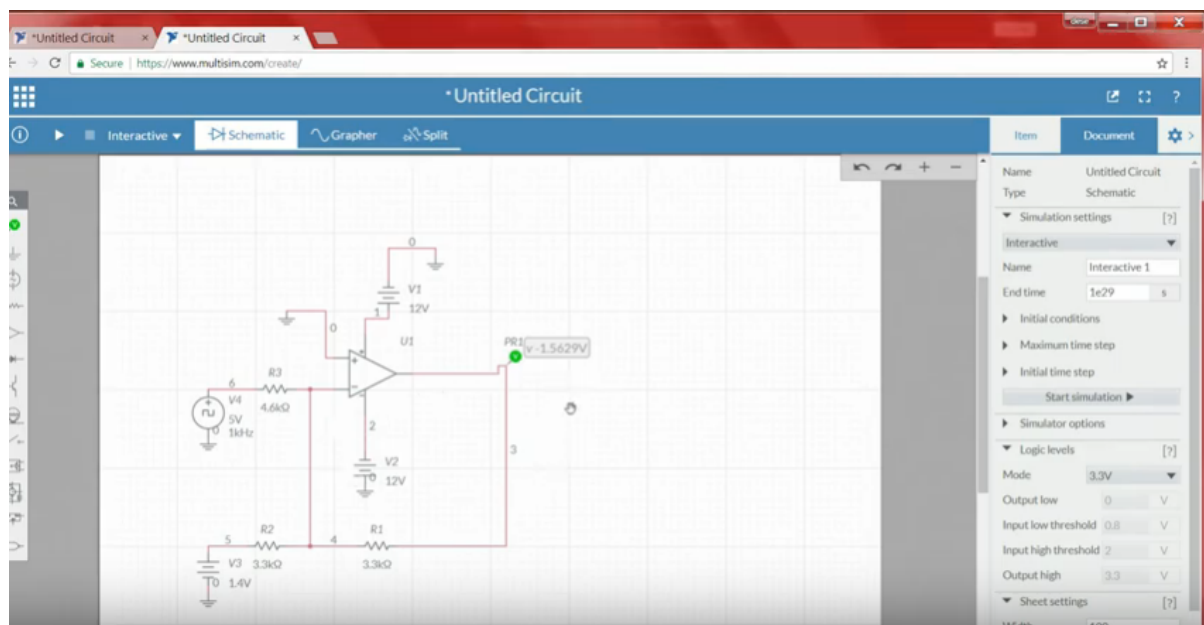 *Untitled Circuit
*Untitled Circuit
Secure | https://www.multisim.com/create/
*Untitled Circuit
?
Interactive
Schematic
Grapher
Split
Item
Document
Name Untitled Circuit
Type Schematic
Simulation settings [?]
Interactive
Name Interactive 1
End time 1e29 s
Initial conditions
Maximum time step
Initial time step
Start simulation
Simulator options
Logic levels [?]
Mode 3.3V
Output low 0 V
Input low threshold 0.8 V
Input high threshold 2 V
Output high 3.3 V
Sheet settings [?]
0
V1
12V
1
0
U1
PR1
v -1.5629V
R3
6
4.6kΩ
V4
5V
1kHz
0
2
V2
12V
0
3
R2
R1
5
4
3.3kΩ
3.3kΩ
V3
1.4V
0